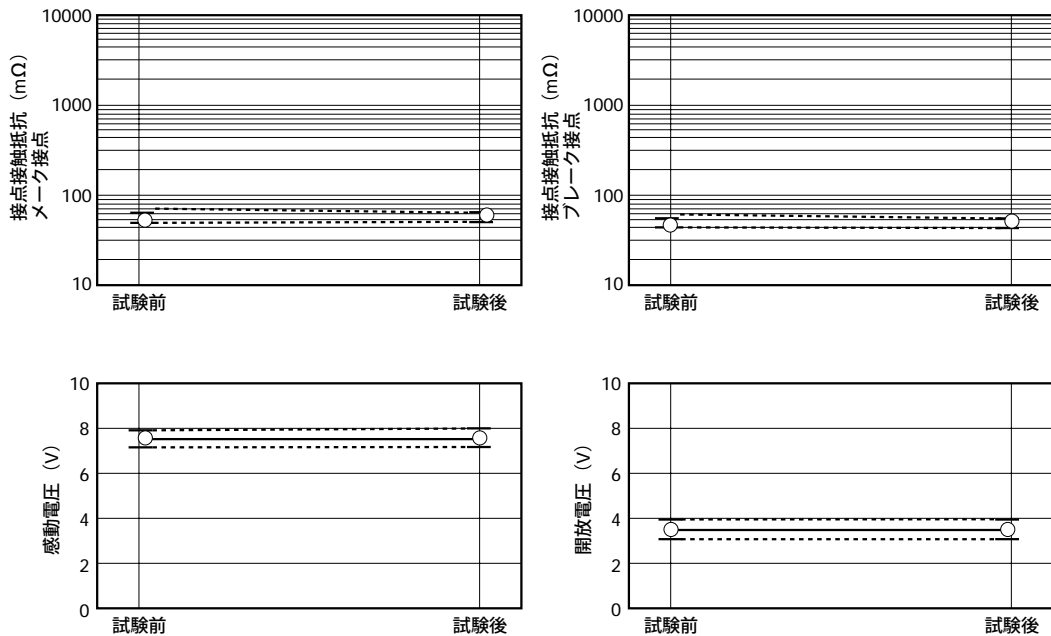 接点接触抵抗（mΩ）
メーク接点
10000
1000
100
10
試験前
試験後
接点接触抵抗（mΩ）
ブレーク接点
10000
1000
100
10
試験前
試験後
感動電圧（V）
10
8
6
4
2
0
試験前
試験後
開放電圧（V）
10
8
6
4
2
0
試験前
試験後